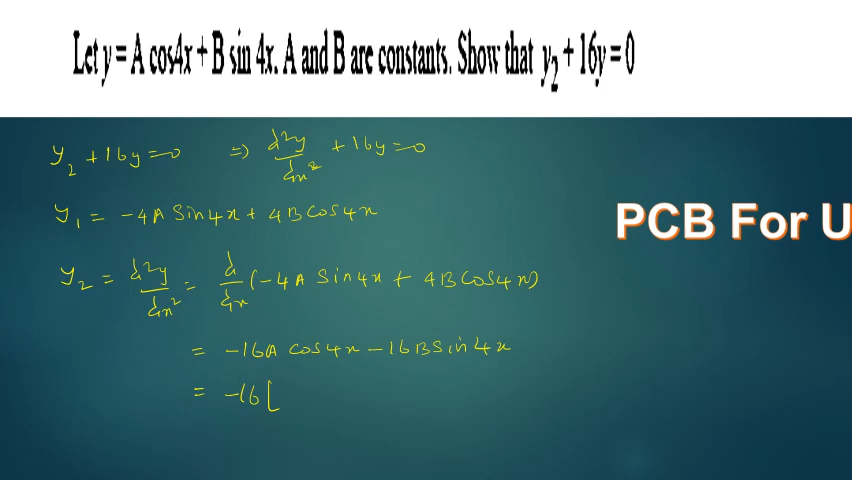 Let y = A cos4x + B sin 4x. A and B are constants. Show that y₂ + 16y = 0
y₂ + 16y = 0 ⇒ d²y/dx² + 16y = 0
y₁ = -4A Sin4x + 4B Cos4x
PCB For U
y₂ = d²y/dx² = d/dx (-4A Sin4x + 4B Cos4x)
= -16A Cos4x - 16B Sin4x
= -16[